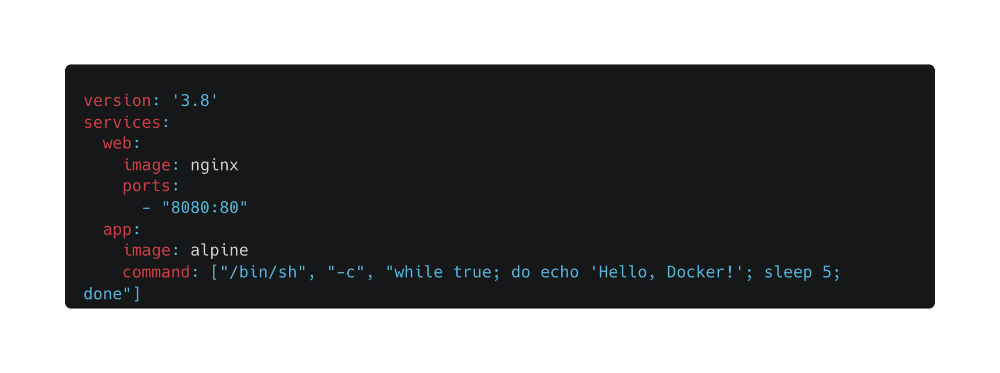 version: '3.8'
services:
  web:
    image: nginx
    ports:
      - "8080:80"
  app:
    image: alpine
    command: ["/bin/sh", "-c", "while true; do echo 'Hello, Docker!'; sleep 5;
done"]